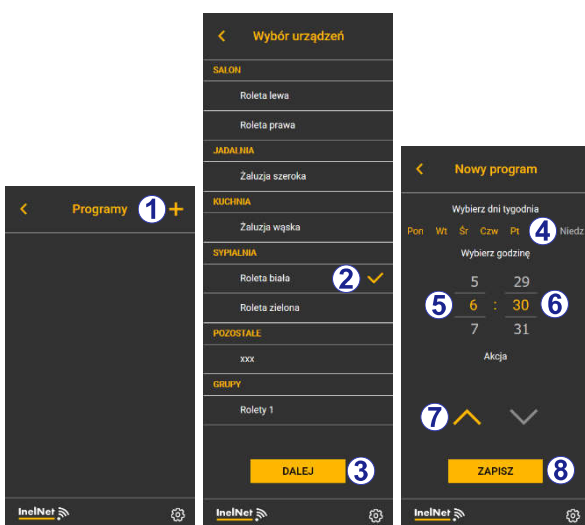 Programy 1 +
InelNet
Wybór urządzeń
SALON
Roleta lewa
Roleta prawa
JADALNIA
Żaluzja szeroka
KUCHNIA
Żaluzja wąska
SYPIALNIA
Roleta biała 2
Roleta zielona
POZOSTAŁE
xxx
GRUPY
Rolety 1
DALEJ 3
InelNet
Nowy program
Wybierz dni tygodnia
Pon Wt Śr Czw Pt 4 Niedz
Wybierz godzinę
5 29
5 6 : 30 6
7 31
Akcja
7
ZAPISZ 8
InelNet